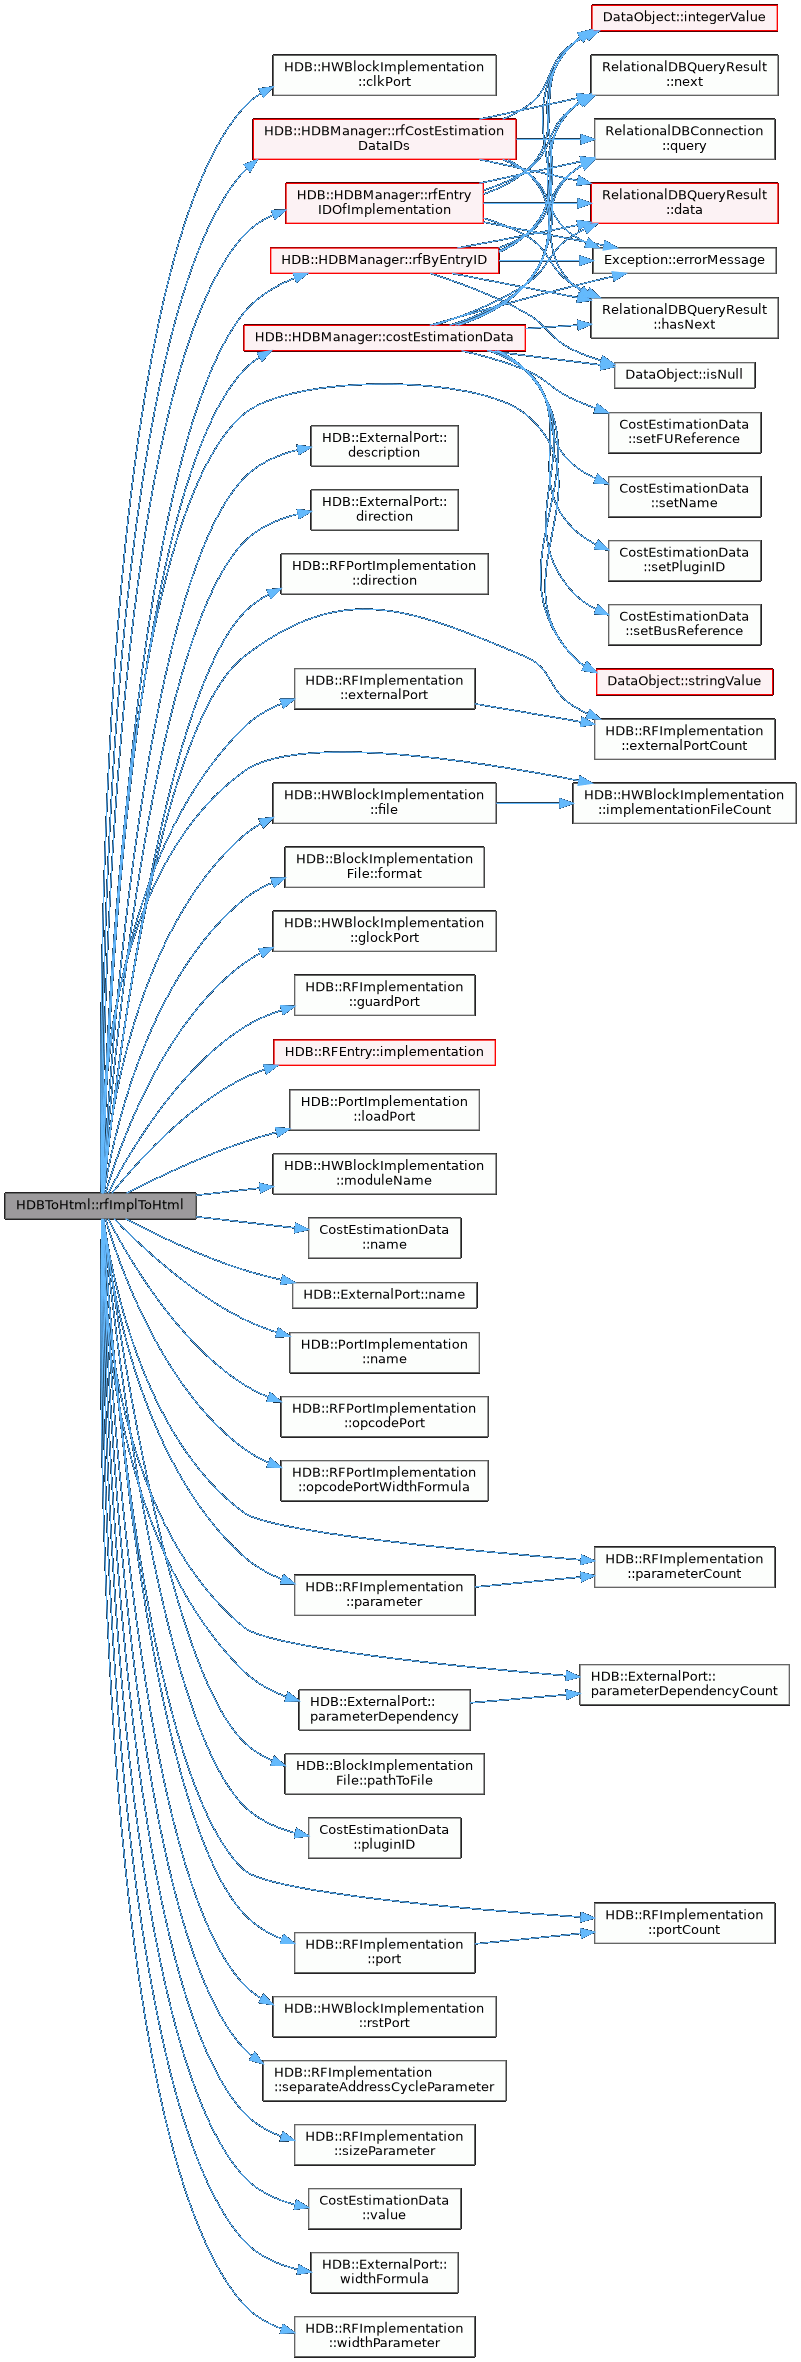 DataObject::integerValue
HDB::HWBlockImplementation
::clkPort
RelationalDBQueryResult
::next
HDB::HDBManager::rfCostEstimation
DataIDs
RelationalDBConnection
::query
HDB::HDBManager::rfEntry
IDOfImplementation
RelationalDBQueryResult
::data
HDB::HDBManager::rfByEntryID
Exception::errorMessage
RelationalDBQueryResult
::hasNext
HDB::HDBManager::costEstimationData
DataObject::isNull
CostEstimationData
::setFUReference
HDB::ExternalPort::
description
CostEstimationData
::setName
HDB::ExternalPort::
direction
CostEstimationData
::setPluginID
HDB::RFPortImplementation
::direction
CostEstimationData
::setBusReference
DataObject::stringValue
HDB::RFImplementation
::externalPort
HDB::RFImplementation
::externalPortCount
HDB::HWBlockImplementation
::file
HDB::HWBlockImplementation
::implementationFileCount
HDB::BlockImplementation
File::format
HDB::HWBlockImplementation
::glockPort
HDB::RFImplementation
::guardPort
HDB::RFEntry::implementation
HDB::PortImplementation
::loadPort
HDB::HWBlockImplementation
::moduleName
HDBToHtml::rfImplToHtml
CostEstimationData
::name
HDB::ExternalPort::name
HDB::PortImplementation
::name
HDB::RFPortImplementation
::opcodePort
HDB::RFPortImplementation
::opcodePortWidthFormula
HDB::RFImplementation
::parameterCount
HDB::RFImplementation
::parameter
HDB::ExternalPort::
parameterDependencyCount
HDB::ExternalPort::
parameterDependency
HDB::BlockImplementation
File::pathToFile
CostEstimationData
::pluginID
HDB::RFImplementation
::portCount
HDB::RFImplementation
::port
HDB::HWBlockImplementation
::rstPort
HDB::RFImplementation
::separateAddressCycleParameter
HDB::RFImplementation
::sizeParameter
CostEstimationData
::value
HDB::ExternalPort::
widthFormula
HDB::RFImplementation
::widthParameter